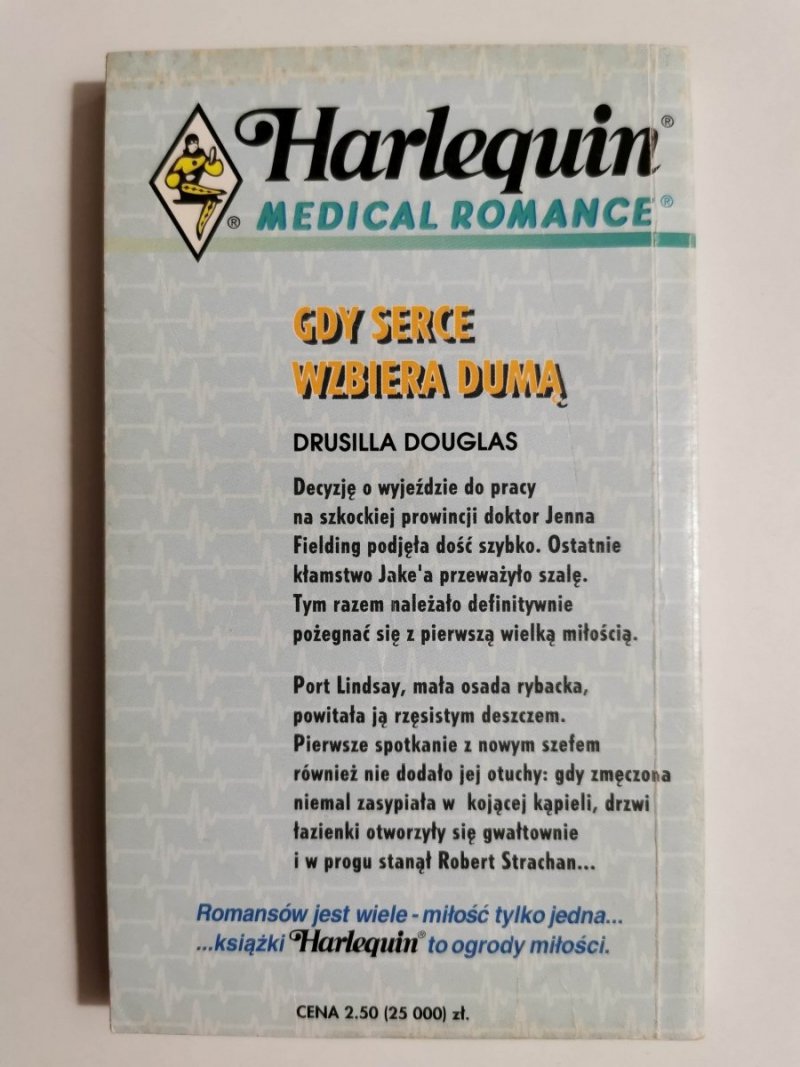 Harlequin®
® MEDICAL ROMANCE®
GDY SERCE
WZBIERA DUMĄ
DRUSILLA DOUGLAS
Decyzję o wyjeździe do pracy
na szkockiej prowincji doktor Jenna
Fielding podjęła dość szybko. Ostatnie
kłamstwo Jake'a przeważyło szalę.
Tym razem należało definitywnie
pożegnać się z pierwszą wielką miłością.
Port Lindsay, mała osada rybacka,
powitała ją rzęsistym deszczem.
Pierwsze spotkanie z nowym szefem
również nie dodało jej otuchy: gdy zmęczona
niemal zasypiała w kojącej kąpieli, drzwi
łazienki otworzyły się gwałtownie
i w progu stanął Robert Strachan...
Romansów jest wiele - miłość tylko jedna...
...książki Harlequin® to ogrody miłości.
CENA 2.50 (25 000) zł.